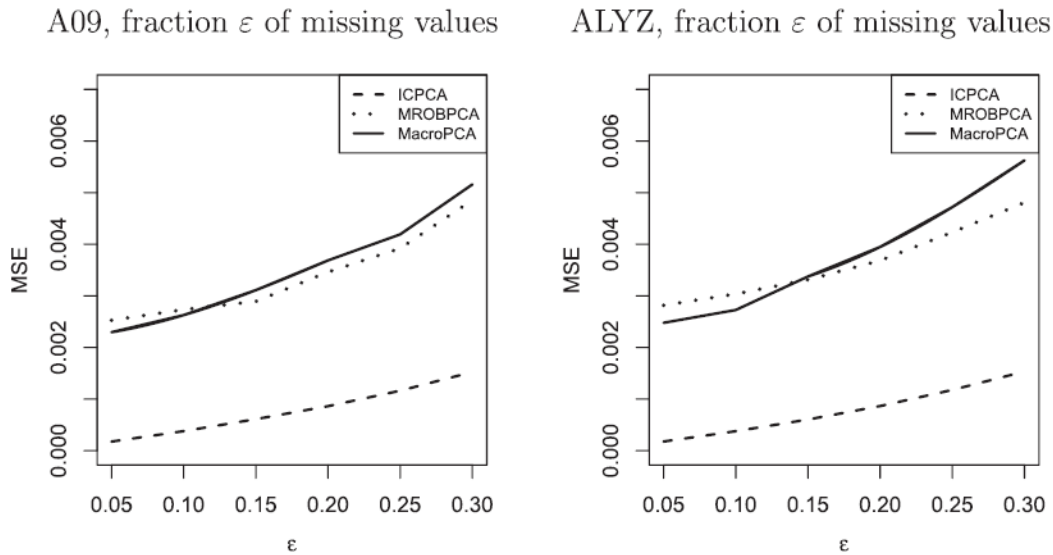 A09, fraction ε of missing values
ICPCA
MROBPCA
MacroPCA
MSE
0.006
0.004
0.002
0.000
0.05 0.10 0.15 0.20 0.25 0.30
ε
ALYZ, fraction ε of missing values
ICPCA
MROBPCA
MacroPCA
MSE
0.006
0.004
0.002
0.000
0.05 0.10 0.15 0.20 0.25 0.30
ε